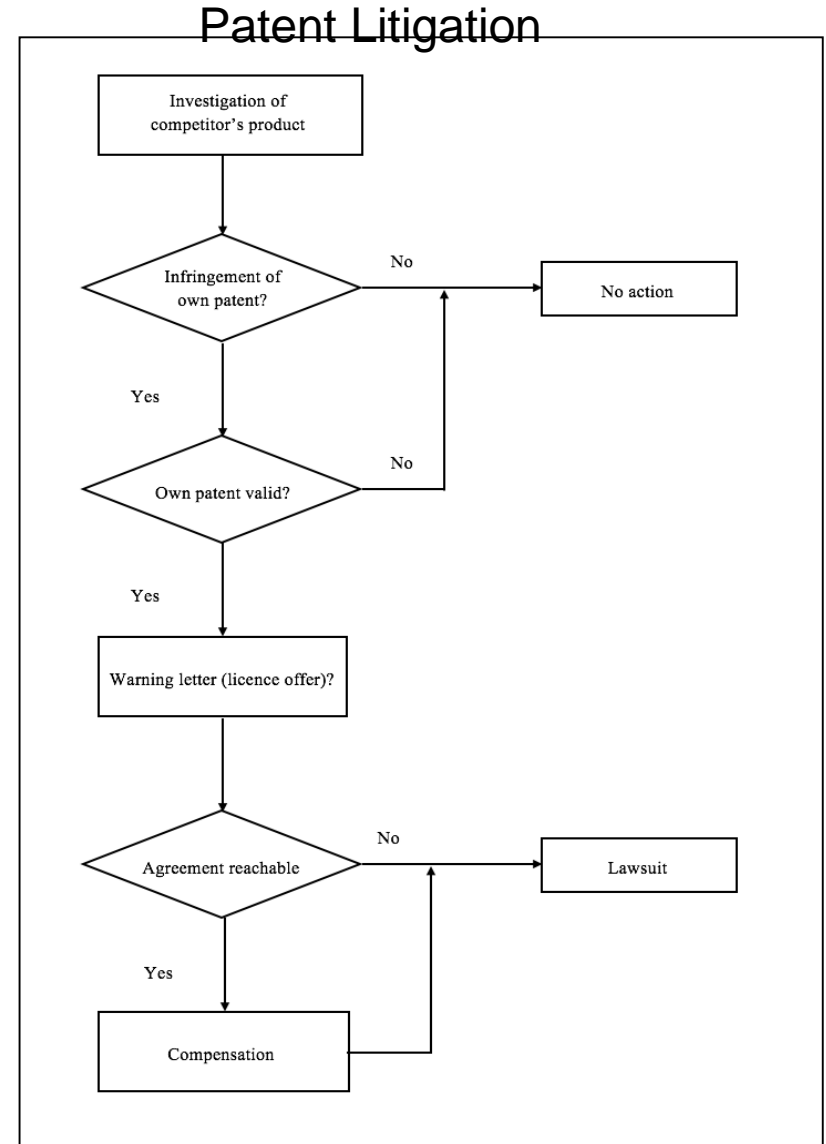 Patent Litigation
Investigation of
competitor's product
Infringement of
own patent?
No
No action
Yes
Own patent valid?
No
Yes
Warning letter (licence offer)?
Agreement reachable
No
Lawsuit
Yes
Compensation